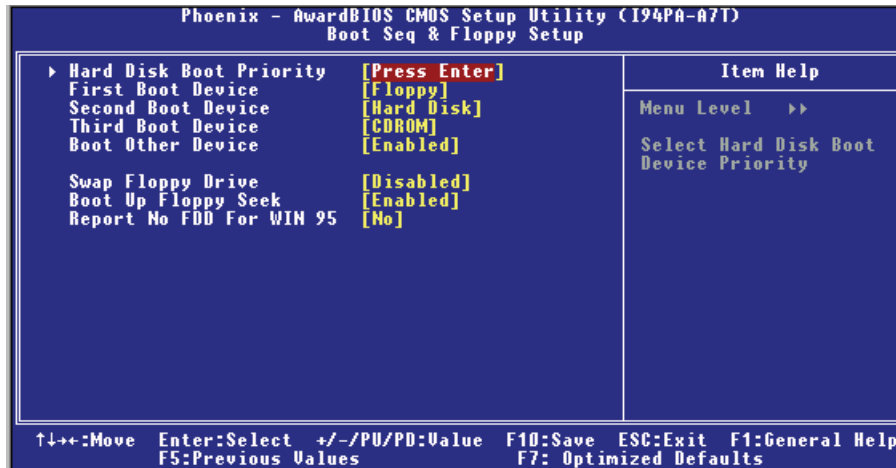 Phoenix - AwardBIOS CMOS Setup Utility (I94PA-A7T)
Boot Seq & Floppy Setup
▸ Hard Disk Boot Priority [Press Enter]
First Boot Device [Floppy]
Second Boot Device [Hard Disk]
Third Boot Device [CDROM]
Boot Other Device [Enabled]
Swap Floppy Drive [Disabled]
Boot Up Floppy Seek [Enabled]
Report No FDD For WIN 95 [No]
Item Help
Menu Level ▸▸
Select Hard Disk Boot
Device Priority
↑↓→←:Move Enter:Select +/-/PU/PD:Value F10:Save ESC:Exit F1:General Help
F5:Previous Values F7: Optimized Defaults